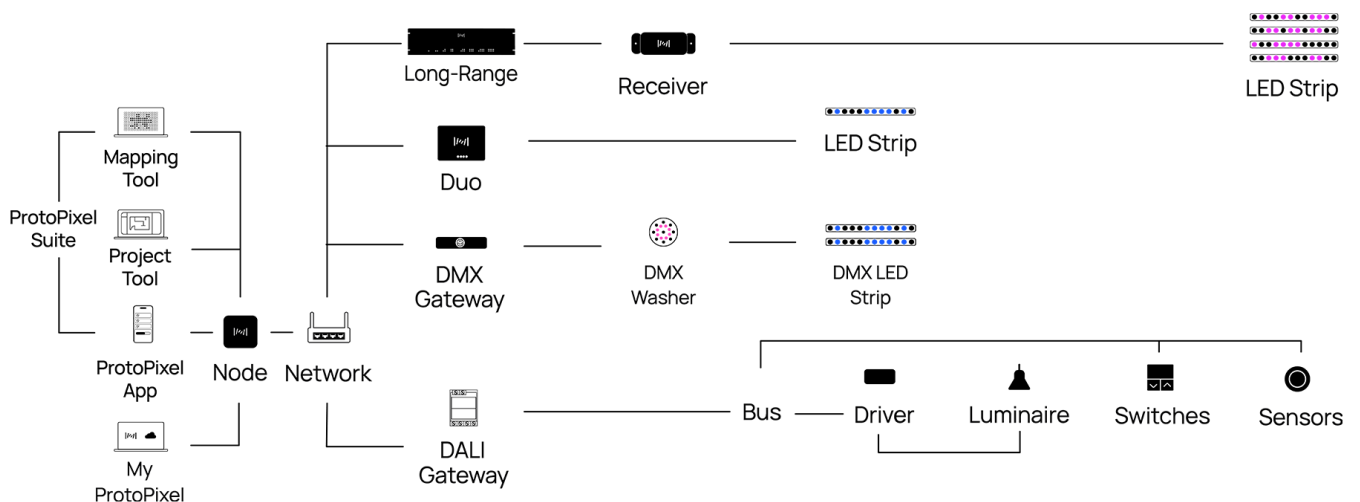 Long-Range
Receiver
LED Strip
Mapping
Tool
Duo
LED Strip
ProtoPixel
Suite
Project
Tool
DMX
Gateway
DMX
Washer
DMX LED
Strip
ProtoPixel
App
Node
Network
Bus
Driver
Luminaire
Switches
Sensors
DALI
Gateway
My
ProtoPixel